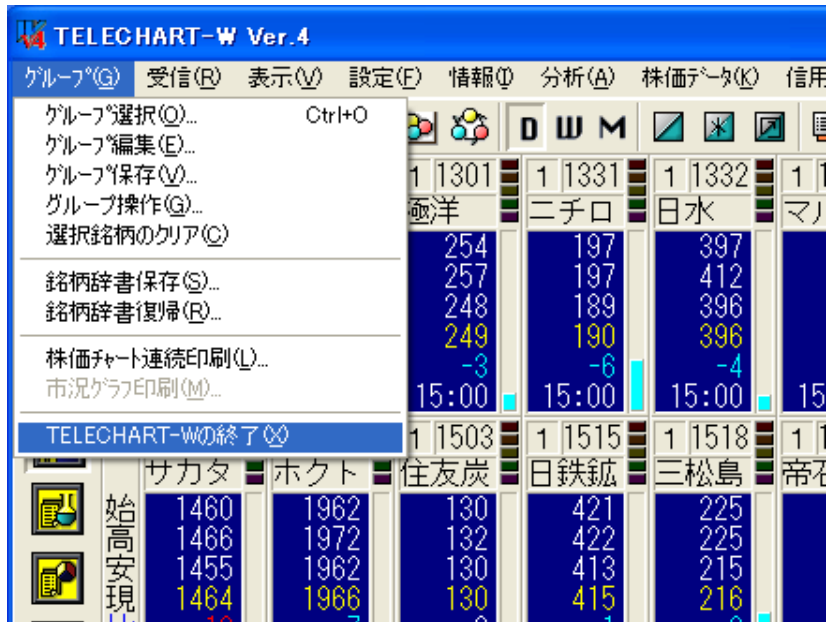 TELECHART-W Ver.4
ｸﾞﾙｰﾌﾟ(G) 受信(R) 表示(V) 設定(F) 情報(I) 分析(A) 株価ﾃﾞｰﾀ(K) 信用
ｸﾞﾙｰﾌﾟ選択(O)... Ctrl+O
ｸﾞﾙｰﾌﾟ編集(E)...
ｸﾞﾙｰﾌﾟ保存(V)...
グループ操作(G)...
選択銘柄のクリア(C)
銘柄辞書保存(S)...
銘柄辞書復帰(R)...
株価ﾁｬｰﾄ連続印刷(L)...
市況ｸﾞﾗﾌ印刷(M)...
TELECHART-Wの終了(X)
D W M
1 1301 1 1331 1 1332 1 1
極洋 ニチロ 日水 マル
254 197 397
257 197 412
248 189 396
249 190 396
-3 -6 -4
15:00 15:00 15:00 15
1 1503 1 1515 1 1518 1 1
サカタ ホクト 住友炭 日鉄鉱 三松島 帝石
始 1460 1962 130 421 225
高 1466 1972 132 422 225
安 1455 1962 130 413 215
現 1464 1966 130 415 216